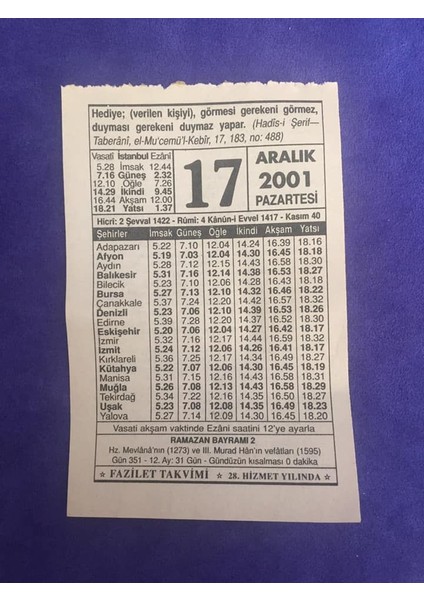 Hediye; (verilen kişiyi), görmesi gerekeni görmez,
duyması gerekeni duymaz yapar. (Hadîs-i Şerif—
Taberânî, el-Mu'cemü'l-Kebîr, 17, 183, no: 488)
Vasatî İstanbul Ezânî
5.28 İmsak 12.44
7.16 Güneş 2.32
12.10 Öğle 7.26
14.29 İkindi 9.45
16.44 Akşam 12.00
18.21 Yatsı 1.37
17
ARALIK
2001
PAZARTESİ
Hicrî: 2 Şevval 1422 - Rûmî: 4 Kânûn-i Evvel 1417 - Kasım 40
Şehirler İmsak Güneş Öğle İkindi Akşam Yatsı
Adapazarı 5.22 7.10 12.04 14.24 16.39 18.16
Afyon 5.19 7.03 12.04 14.30 16.45 18.18
Aydın 5.28 7.12 12.15 14.43 16.58 18.30
Balıkesir 5.31 7.16 12.14 14.38 16.53 18.27
Bilecik 5.23 7.10 12.06 14.28 16.43 18.18
Bursa 5.27 7.13 12.10 14.32 16.46 18.22
Çanakkale 5.37 7.24 12.20 14.42 16.57 18.32
Denizli 5.23 7.06 12.10 14.39 16.53 18.26
Edirne 5.39 7.28 12.20 14.37 16.52 18.30
Eskişehir 5.20 7.06 12.04 14.27 16.42 18.17
İzmir 5.32 7.16 12.17 14.44 16.59 18.32
İzmit 5.24 7.12 12.06 14.26 16.41 18.17
Kırklareli 5.36 7.25 12.17 14.34 16.49 18.27
Kütahya 5.22 7.07 12.06 14.30 16.45 18.19
Manisa 5.31 7.15 12.16 14.43 16.58 18.31
Muğla 5.26 7.08 12.13 14.43 16.58 18.29
Tekirdağ 5.34 7.22 12.16 14.35 16.50 18.27
Uşak 5.23 7.08 12.08 14.35 16.49 18.23
Yalova 5.27 7.14 12.09 14.30 16.45 18.20
Vasatî akşam vaktinde Ezânî saatini 12'ye ayarla
RAMAZAN BAYRAMI 2
Hz. Mevlânâ'nın (1273) ve III. Murad Hân'ın vefâtları (1595)
Gün 351 - 12. Ay: 31 Gün - Gündüzün kısalması 0 dakika
★ FAZİLET TAKVİMİ ★ 28. HİZMET YILINDA ★